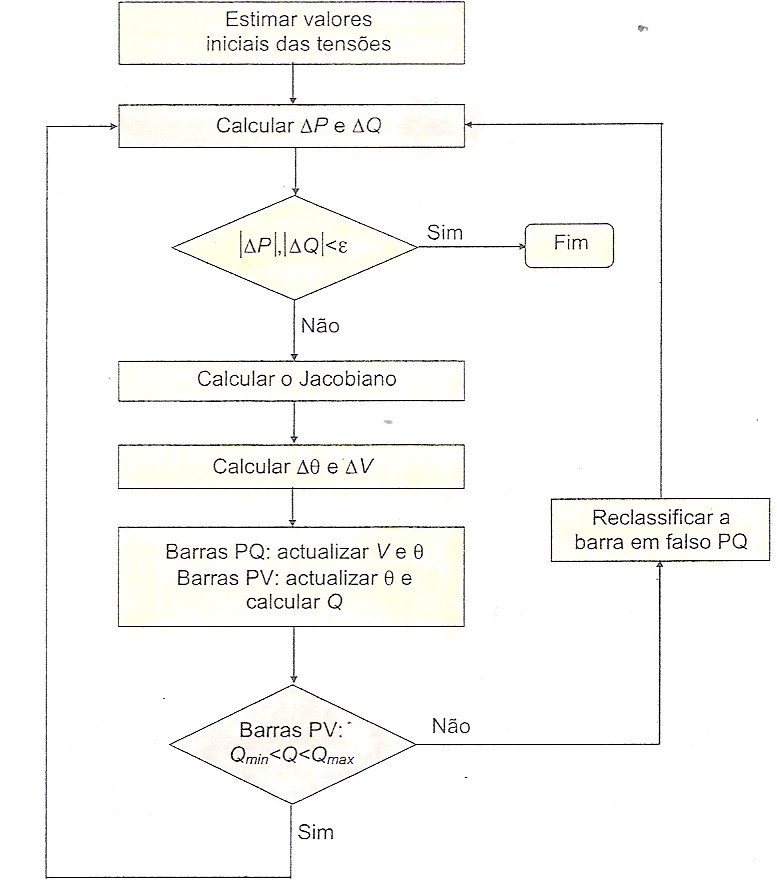 Estimar valores
iniciais das tensões
Calcular ΔP e ΔQ
|ΔP|,|ΔQ|<ε
Sim
Fim
Não
Calcular o Jacobiano
Calcular Δθ e ΔV
Barras PQ: actualizar V e θ
Barras PV: actualizar θ e
calcular Q
Reclassificar a
barra em falso PQ
Barras PV:
Qmin<Q<Qmax
Não
Sim